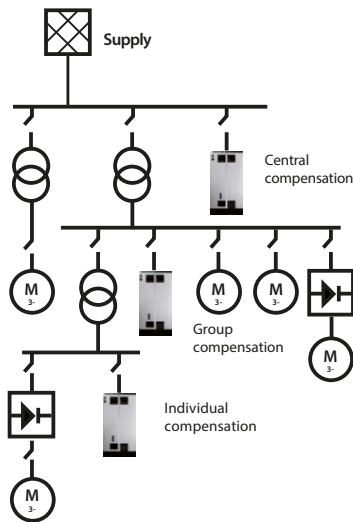 Supply
Central
compensation
M
3-
M
3-
M
3-
Group
compensation
M
3-
Individual
compensation
M
3-